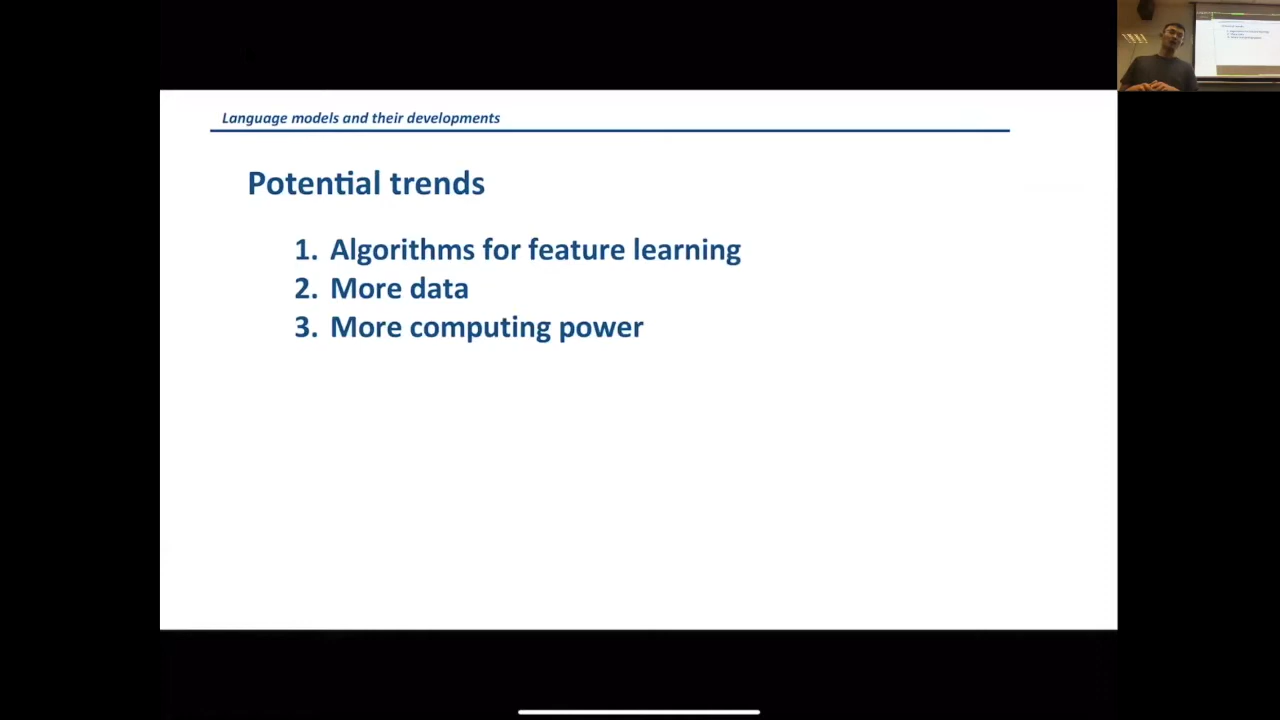 Language models and their developments
Potential trends
1. Algorithms for feature learning
2. More data
3. More computing power